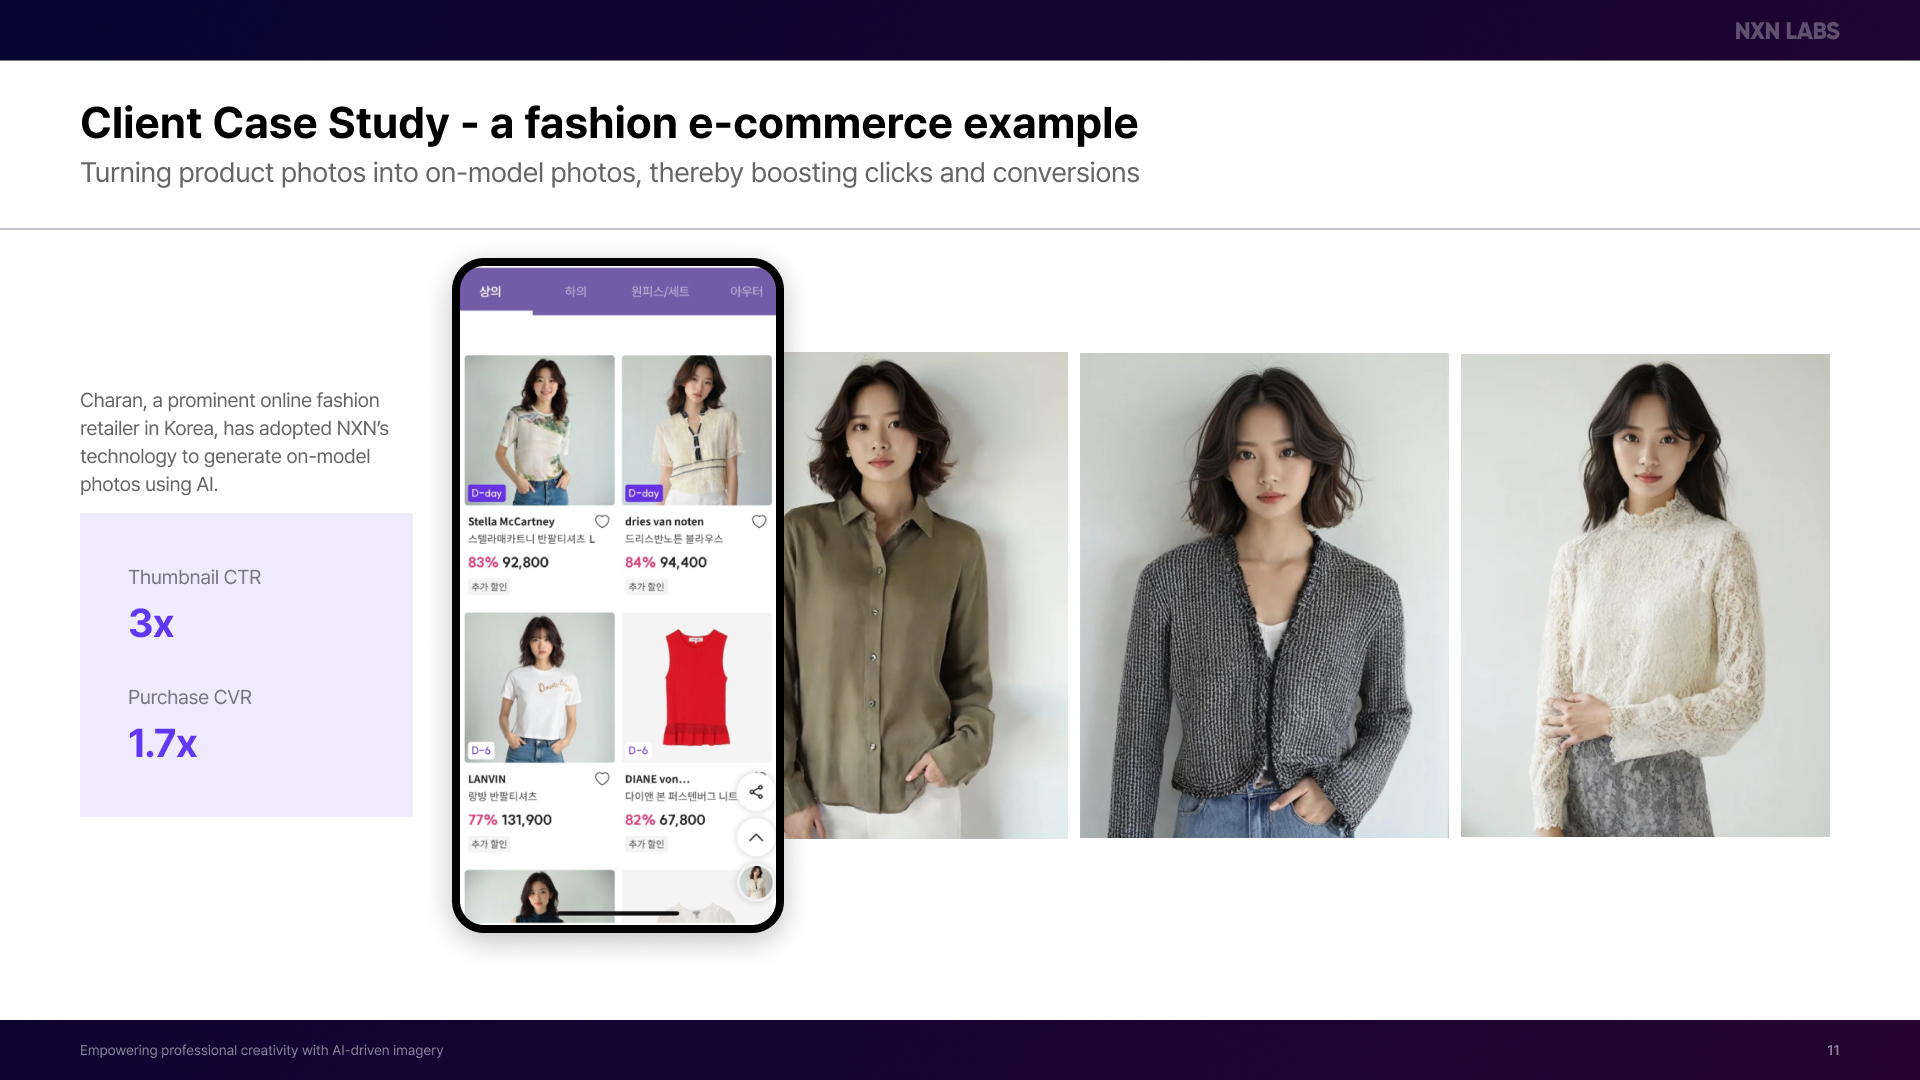 NXN LABS
Client Case Study - a fashion e-commerce example
Turning product photos into on-model photos, thereby boosting clicks and conversions
Charan, a prominent online fashion
retailer in Korea, has adopted NXN's
technology to generate on-model
photos using AI.
Thumbnail CTR
3x
Purchase CVR
1.7x
상의 하의 원피스/세트 아우터
D-day
Stella McCartney
스텔라매카트니 반팔티셔츠 L
83% 92,800
추가 할인
D-day
dries van noten
드리스반노튼 블라우스
84% 94,400
추가 할인
D-6
LANVIN
랑방 반팔티셔츠
77% 131,900
추가 할인
D-6
DIANE von...
다이앤 본 퍼스텐버그 니트
82% 67,800
추가 할인
Empowering professional creativity with AI-driven imagery
11